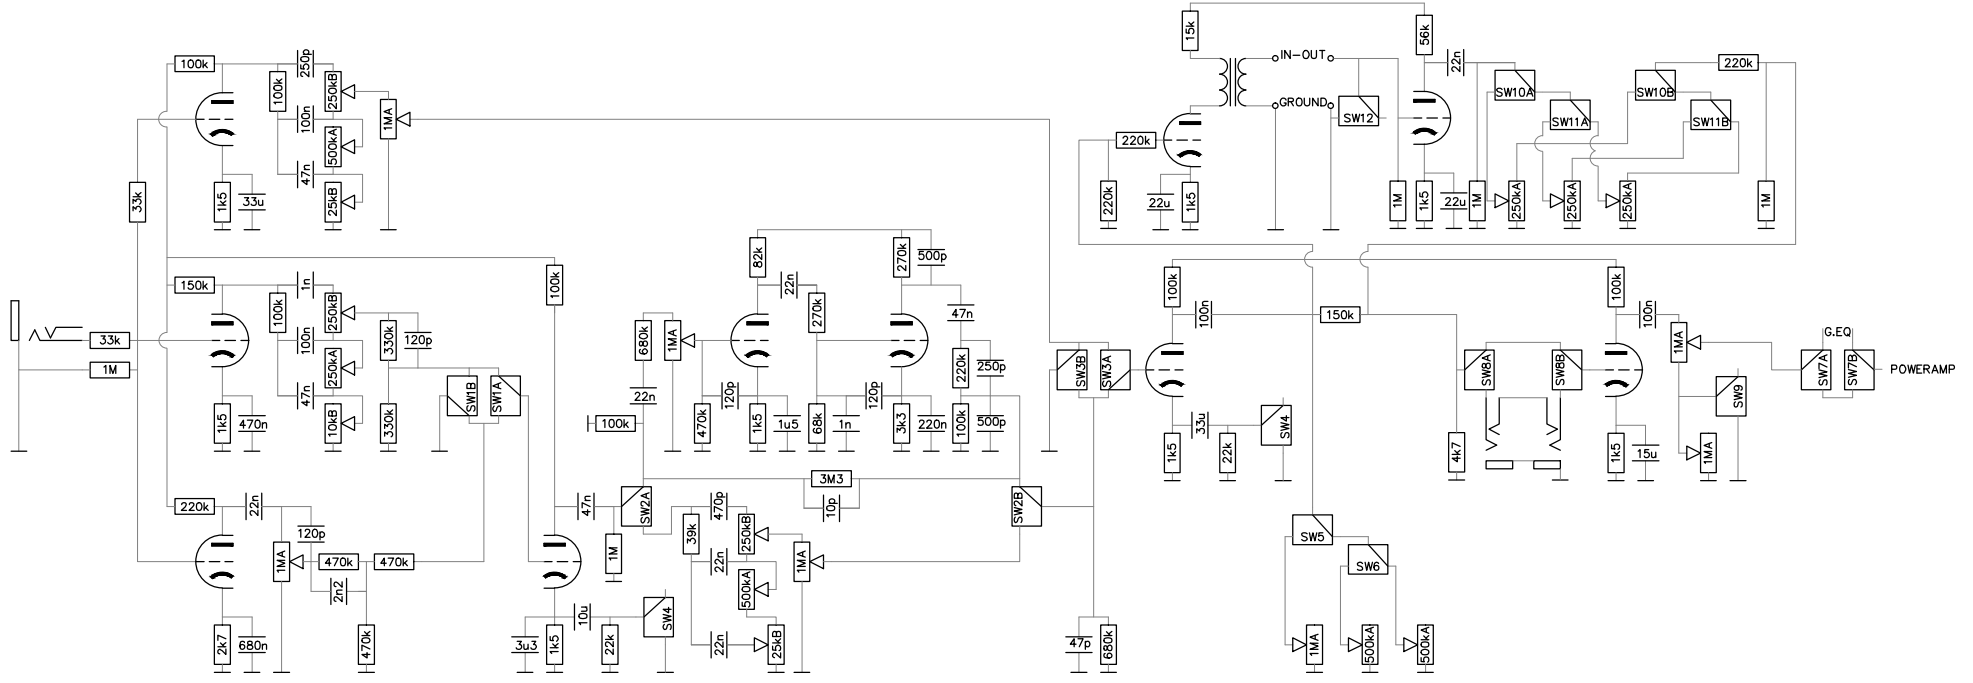 100k
250p
100k
250kB
100n
1MA
500kA
47n
25kB
33k
1k5
33u
150k
1n
100k
250kB
100n
330k
120p
250kA
47n
10kB
330k
SW1B
SW1A
33k
1M
1k5
470n
220k
22n
120p
1MA
470k
470k
2n2
2k7
680n
470k
100k
47n
3u3
1k5
10u
22k
SW4
1M
SW2A
680k
1MA
22n
100k
470k
120p
82k
22n
1k5
1u5
270k
68k
1n
120p
270k
500p
3k3
220n
47n
220k
250p
100k
500p
3M3
10p
39k
470p
250kB
22n
500kA
22n
25kB
1MA
SW2B
47p
680k
SW3B
SW3A
15k
IN-OUT
GROUND
SW12
220k
220k
22u
1k5
1M
56k
22n
1k5
22u
1M
SW10A
SW11A
SW10B
SW11B
220k
250kA
250kA
250kA
1M
100k
100n
150k
1k5
33u
22k
SW4
4k7
SW8A
SW8B
100k
100n
1MA
1k5
15u
1MA
SW9
G.EQ
SW7A
SW7B
POWERAMP
SW5
SW6
1MA
500kA
500kA